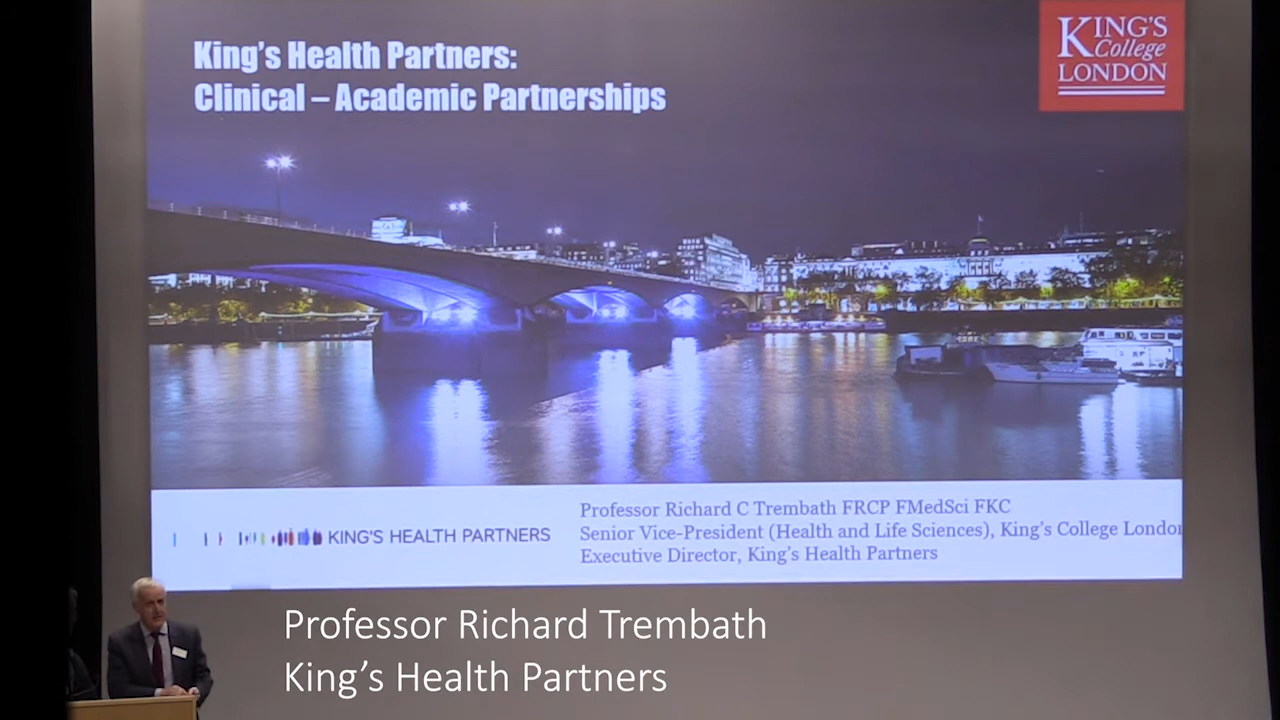 King's Health Partners:
Clinical – Academic Partnerships
KING'S
College
LONDON
KING'S HEALTH PARTNERS
Professor Richard C Trembath FRCP FMedSci FKC
Senior Vice-President (Health and Life Sciences), King's College London
Executive Director, King's Health Partners
Professor Richard Trembath
King's Health Partners